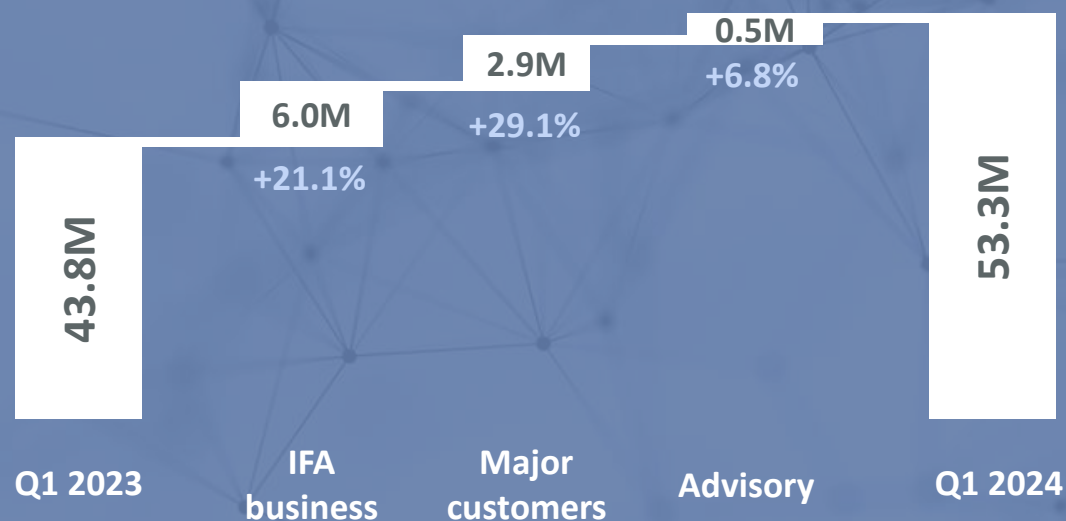 43.8M
6.0M
+21.1%
2.9M
+29.1%
0.5M
+6.8%
53.3M
Q1 2023
IFA
business
Major
customers
Advisory
Q1 2024